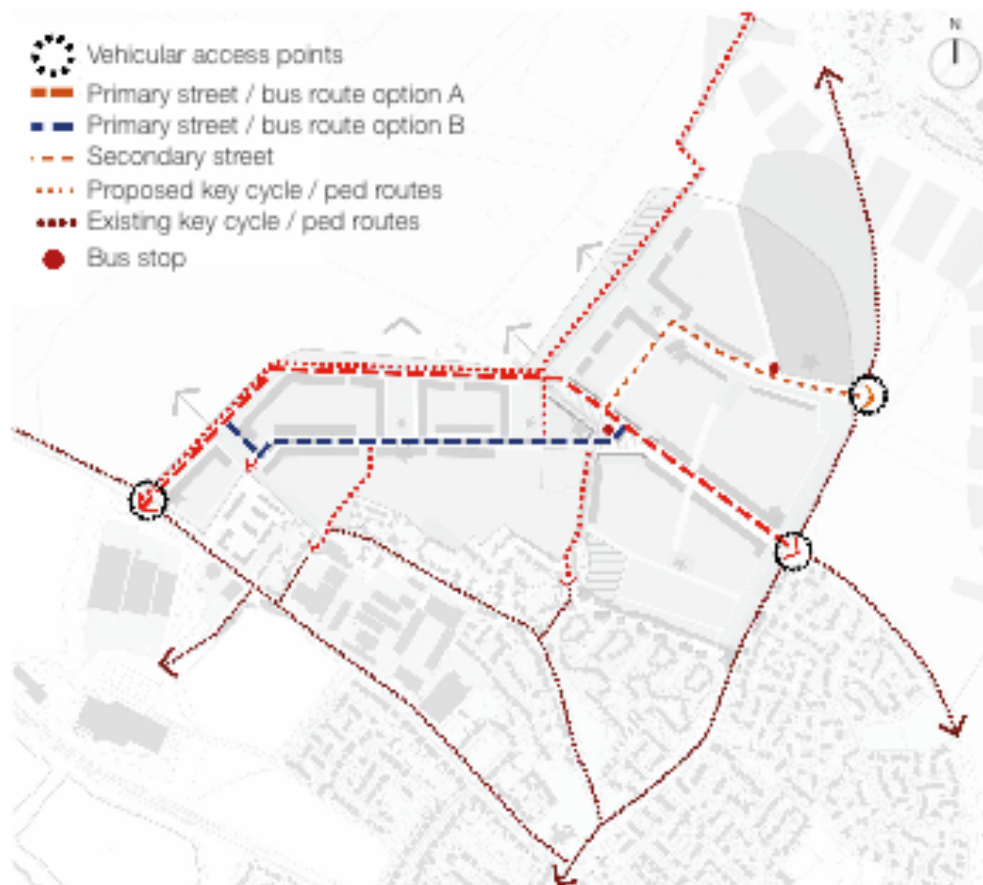 N
Vehicular access points
Primary street / bus route option A
Primary street / bus route option B
Secondary street
Proposed key cycle / ped routes
Existing key cycle / ped routes
Bus stop